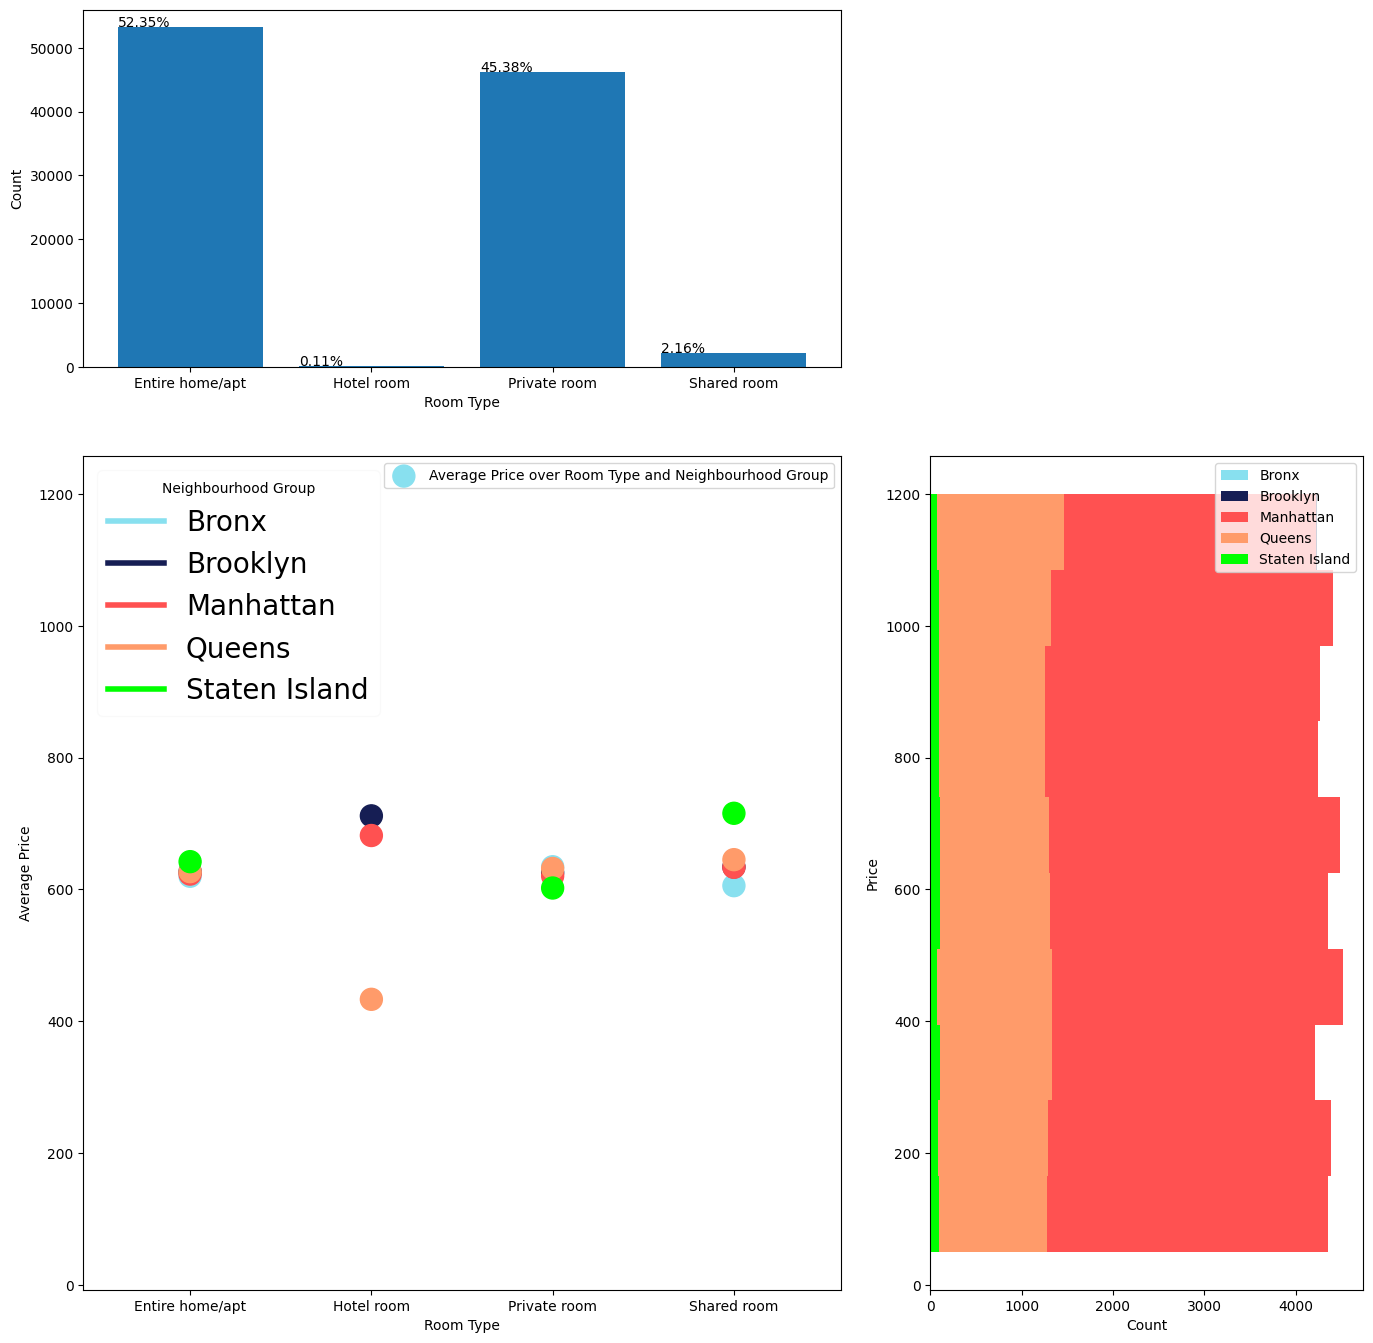 52.35%
50000
45.38%
40000
30000
20000
10000
0
0.11%
2.16%
Count
Entire home/apt Hotel room Private room Shared room
Room Type
Average Price over Room Type and Neighbourhood Group
Neighbourhood Group
Bronx
Brooklyn
Manhattan
Queens
Staten Island
1200
1000
800
600
400
200
0
Average Price
Entire home/apt Hotel room Private room Shared room
Room Type
Bronx
Brooklyn
Manhattan
Queens
Staten Island
1200
1000
800
600
400
200
0
Price
0 1000 2000 3000 4000
Count